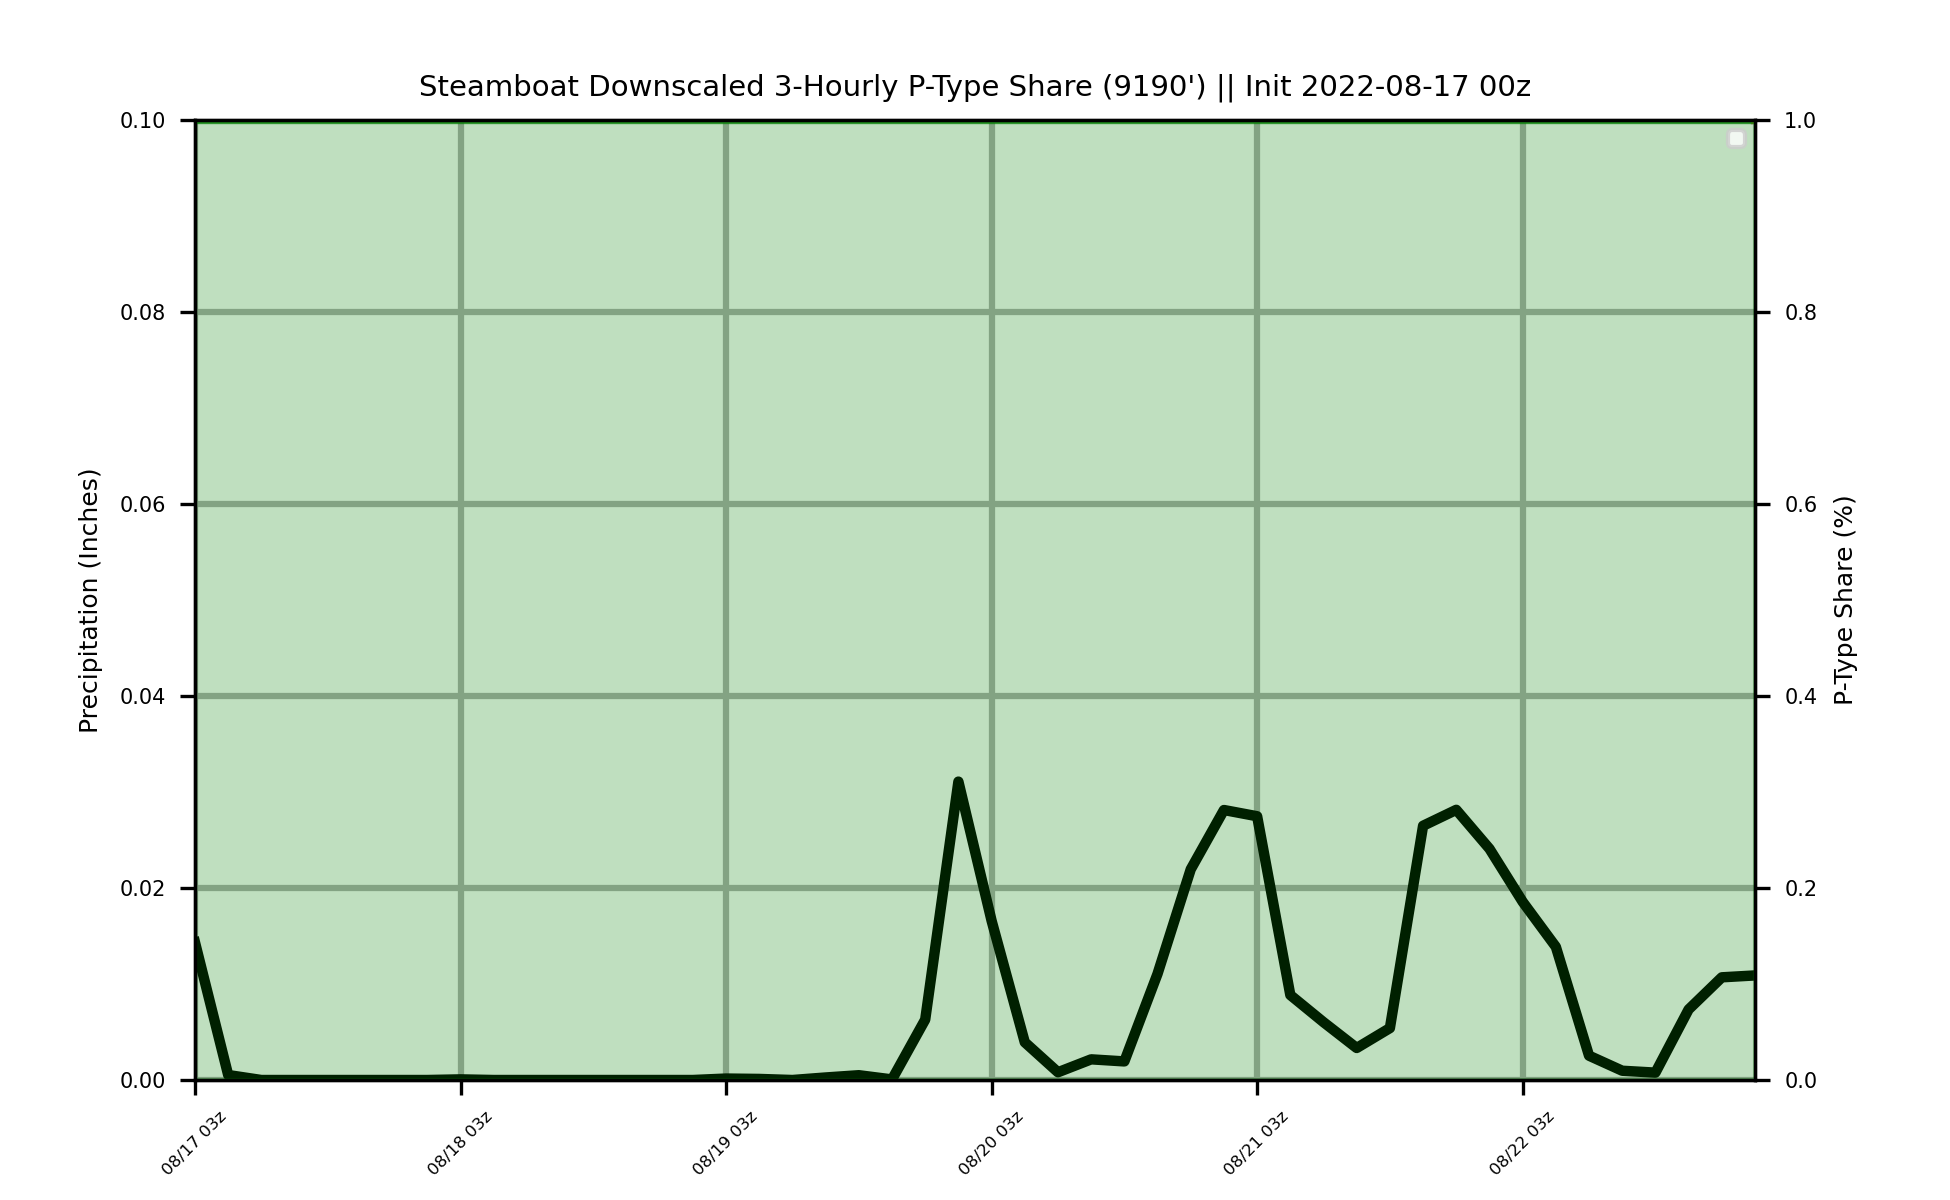 Steamboat Downscaled 3-Hourly P-Type Share (9190') || Init 2022-08-17 00z
0.10
0.08
0.06
0.04
0.02
0.00
Precipitation (Inches)
1.0
0.8
0.6
0.4
0.2
0.0
P-Type Share (%)
08/17 03z
08/18 03z
08/19 03z
08/20 03z
08/21 03z
08/22 03z